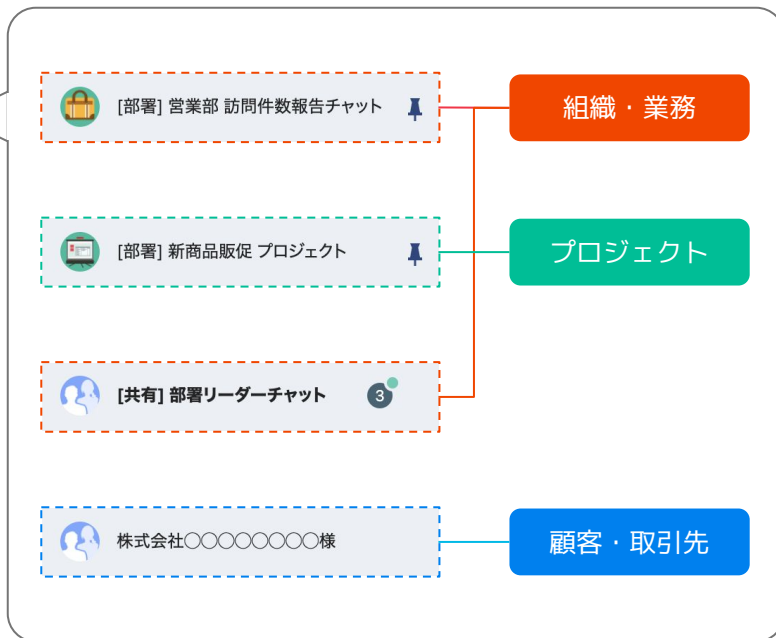 [部署] 営業部 訪問件数報告チャット
組織・業務
[部署] 新商品販促 プロジェクト
プロジェクト
[共有] 部署リーダーチャット
3
株式会社〇〇〇〇〇〇〇〇様
顧客・取引先